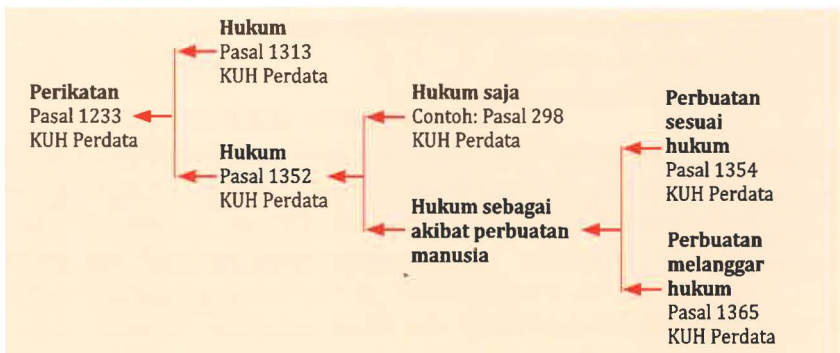 Perikatan
Pasal 1233
KUH Perdata
Hukum
Pasal 1313
KUH Perdata
Hukum
Pasal 1352
KUH Perdata
Hukum saja
Contoh: Pasal 298
KUH Perdata
Hukum sebagai
akibat perbuatan
manusia
Perbuatan
sesuai
hukum
Pasal 1354
KUH Perdata
Perbuatan
melanggar
hukum
Pasal 1365
KUH Perdata